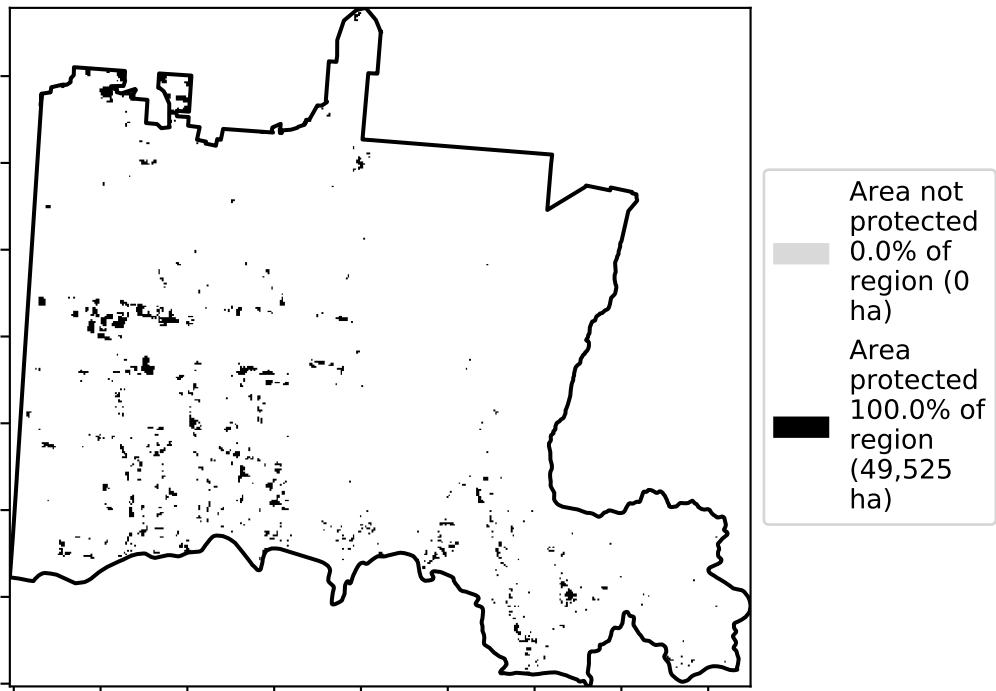 Area not
protected
0.0% of
region (0
ha)
Area
protected
100.0% of
region
(49,525
ha)